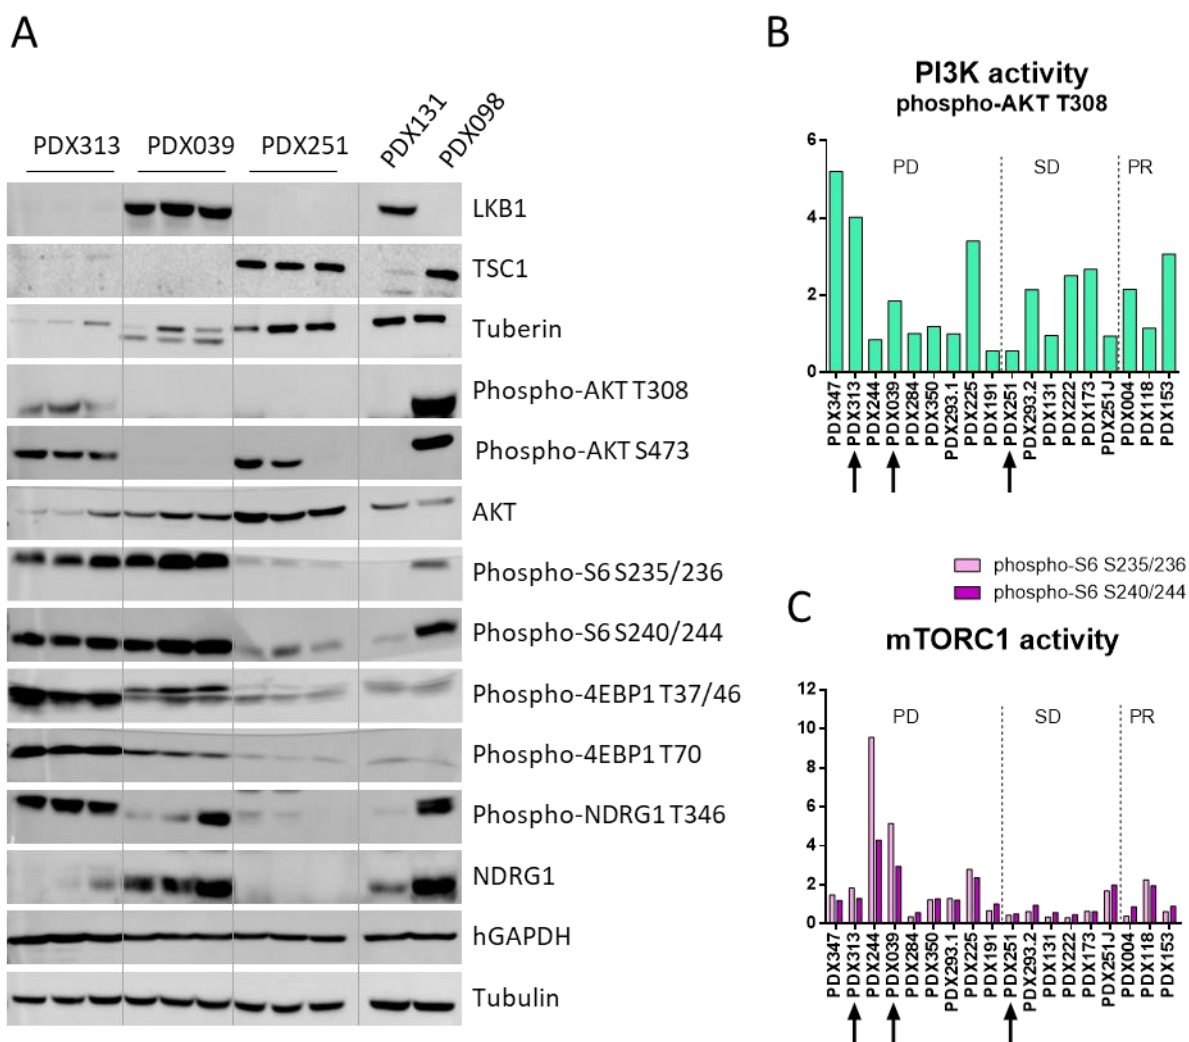 A
PDX313 PDX039 PDX251 PDX131 PDX098
LKB1
TSC1
Tuberin
Phospho-AKT T308
Phospho-AKT S473
AKT
Phospho-S6 S235/236
Phospho-S6 S240/244
Phospho-4EBP1 T37/46
Phospho-4EBP1 T70
Phospho-NDRG1 T346
NDRG1
hGAPDH
Tubulin
B
PI3K activity
phospho-AKT T308
6
4
2
0
PD SD PR
PDX347 PDX313 PDX244 PDX039 PDX284 PDX350 PDX293.1 PDX225 PDX191 PDX251 PDX293.2 PDX131 PDX222 PDX173 PDX251J PDX004 PDX118 PDX153
phospho-S6 S235/236
phospho-S6 S240/244
C
mTORC1 activity
12
10
8
6
4
2
0
PD SD PR
PDX347 PDX313 PDX244 PDX039 PDX284 PDX350 PDX293.1 PDX225 PDX191 PDX251 PDX293.2 PDX131 PDX222 PDX173 PDX251J PDX004 PDX118 PDX153